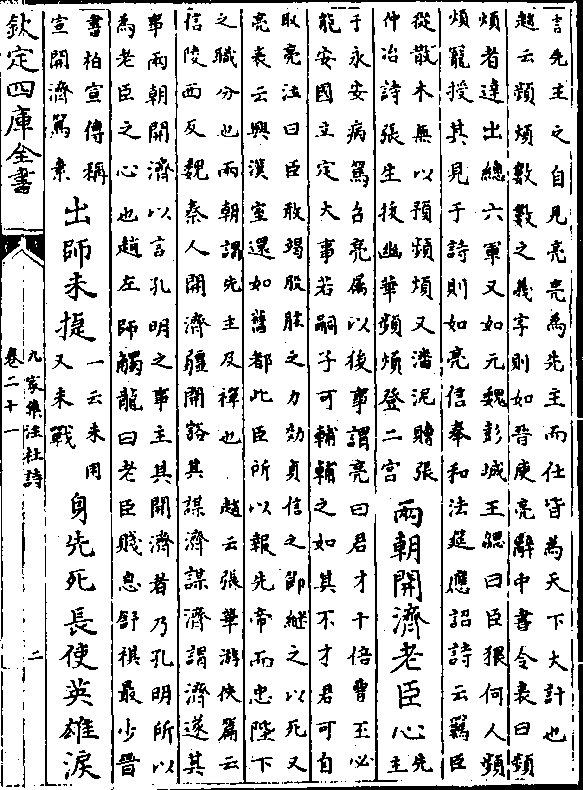 言先主之自見亮亮為先主而仕皆為天下大計也
趙云頻煩數數之義字則如晉庾亮辭中書令表曰頻
煩者違出總六軍又如元魏彭城王勰曰臣猥何人頻
煩寵授其見于詩則如亮信奉和法筵應詔詩云羈臣
從散木無以預頻煩又潘泥贈張
仲冶詩張生拔幽華頻煩登二宮
兩朝開濟老臣心
先
主
于永安病篤召亮属以後事謂亮曰君才十倍曹丕必
能安國主定大事若嗣子可輔輔之如其不才君可自
取亮泣曰臣敢竭股肱之力効貞信之節繼之以死又
亮表云興漢室還如舊都此臣所以報先帝而忠陛下
之職分也兩朝謂先主及禪也 趙云張華游俠篇云
信陵西反魏秦人開濟疆開豁其謀濟謀濟謂濟遂其
事兩朝開濟以言孔明之事主其開濟者乃孔明所以
為老臣之心也趙左師觸龍曰老臣賤息舒祺最少晉
書柏宣傳稱
宣開濟篤素
出師未捷
一云未用
又未戰
身先死長使英雄淚
欽定四庫全書
九家集注杜詩
卷二十一
二